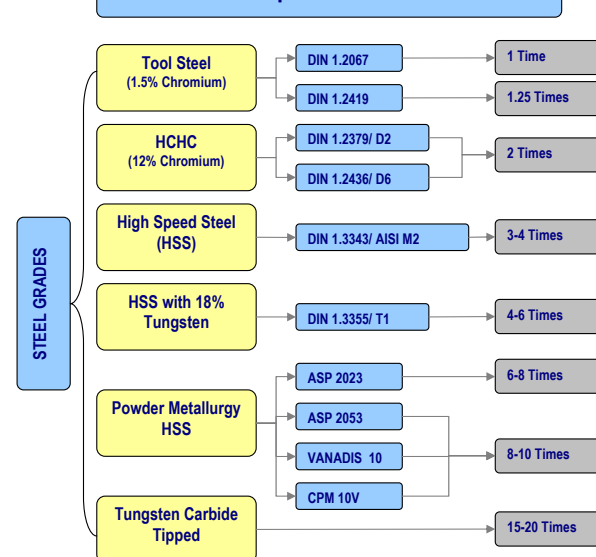 STEEL GRADES
Tool Steel
(1.5% Chromium)
DIN 1.2067
1 Time
DIN 1.2419
1.25 Times
HCHC
(12% Chromium)
DIN 1.2379/ D2
DIN 1.2436/ D6
2 Times
High Speed Steel
(HSS)
DIN 1.3343/ AISI M2
3-4 Times
HSS with 18%
Tungsten
DIN 1.3355/ T1
4-6 Times
Powder Metallurgy
HSS
ASP 2023
6-8 Times
ASP 2053
VANADIS 10
CPM 10V
8-10 Times
Tungsten Carbide
Tipped
15-20 Times